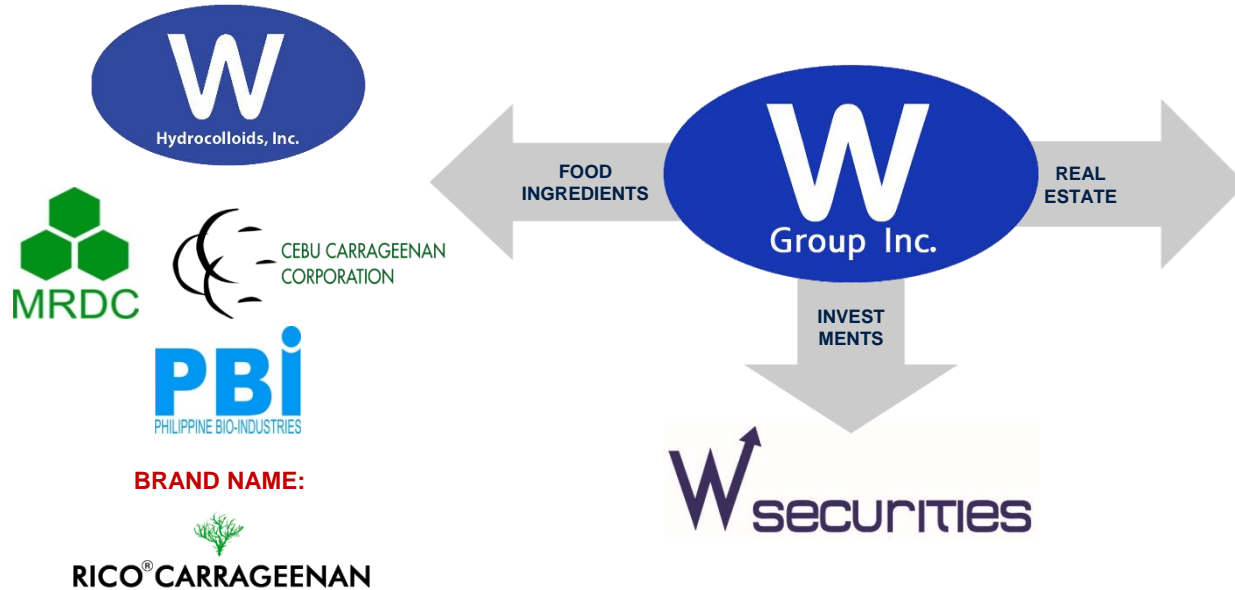 W
Hydrocolloids, Inc.
MRDC
CEBU CARRAGEENAN
CORPORATION
PBi
PHILIPPINE BIO-INDUSTRIES
BRAND NAME:
RICO® CARRAGEENAN
FOOD
INGREDIENTS
W
Group Inc.
REAL
ESTATE
INVEST
MENTS
W securities